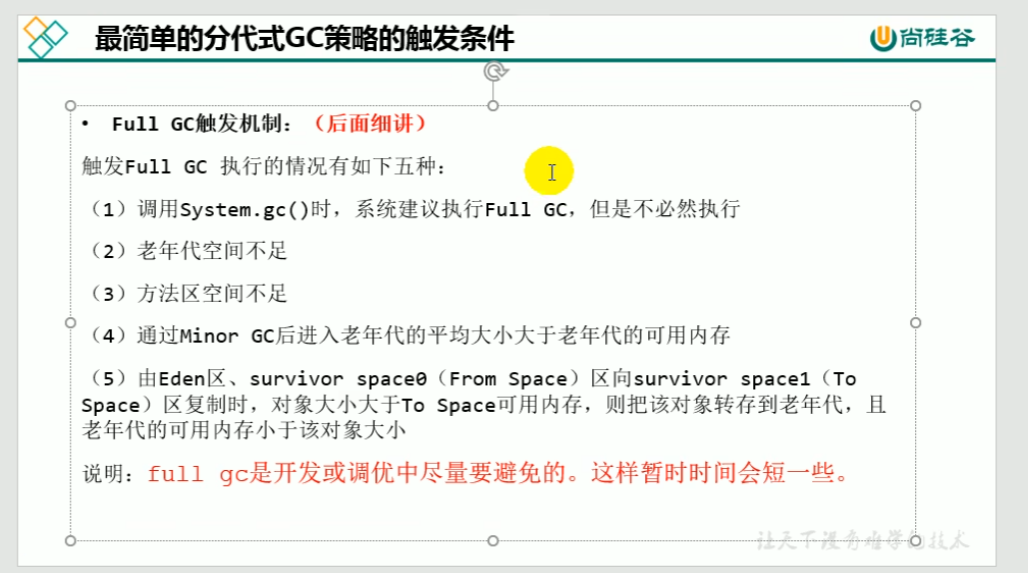 最简单的分代式GC策略的触发条件
尚硅谷
• Full GC触发机制：（后面细讲）
触发Full GC 执行的情况有如下五种：
（1）调用System.gc()时，系统建议执行Full GC，但是不必然执行
（2）老年代空间不足
（3）方法区空间不足
（4）通过Minor GC后进入老年代的平均大小大于老年代的可用内存
（5）由Eden区、survivor space0（From Space）区向survivor space1（To
Space）区复制时，对象大小大于To Space可用内存，则把该对象转存到老年代，且
老年代的可用内存小于该对象大小
说明：full gc是开发或调优中尽量要避免的。这样暂时时间会短一些。
让天下没有难学的技术